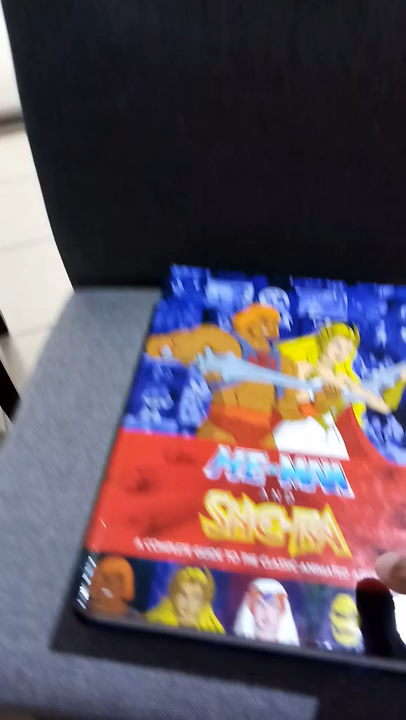 HE-MAN
AND
SHE-RA
A COMPLETE GUIDE TO THE CLASSIC ANIMATED